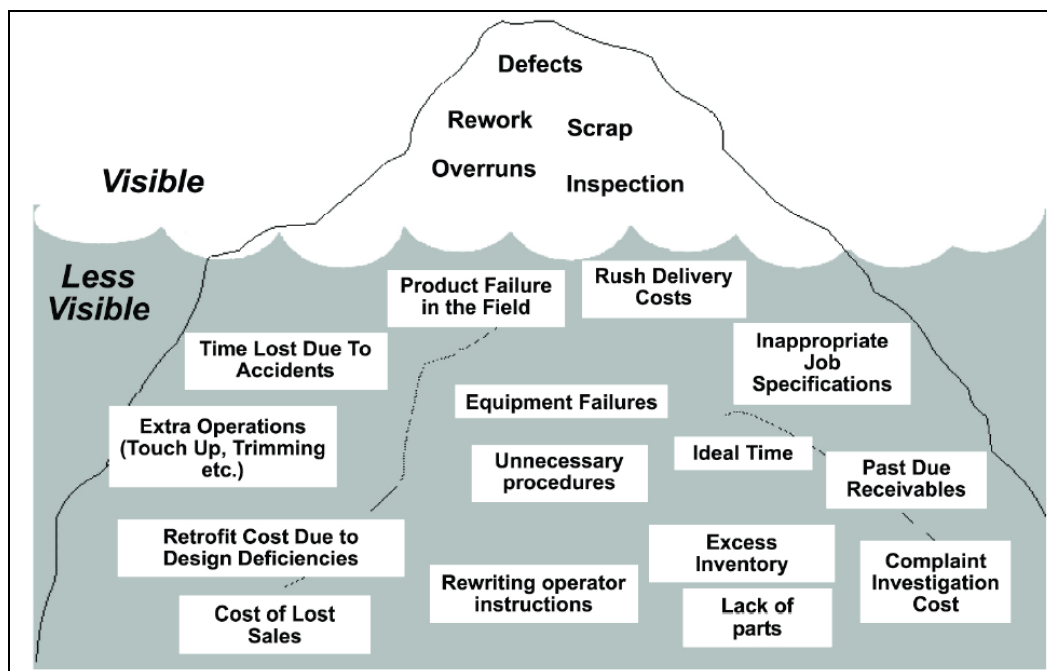 Defects
Rework
Scrap
Overruns
Inspection
Visible
Less
Visible
Product Failure
in the Field
Rush Delivery
Costs
Time Lost Due To
Accidents
Inappropriate
Job
Specifications
Equipment Failures
Extra Operations
(Touch Up, Trimming
etc.)
Unnecessary
procedures
Ideal Time
Past Due
Receivables
Retrofit Cost Due to
Design Deficiencies
Excess
Inventory
Complaint
Investigation
Cost
Rewriting operator
instructions
Cost of Lost
Sales
Lack of
parts